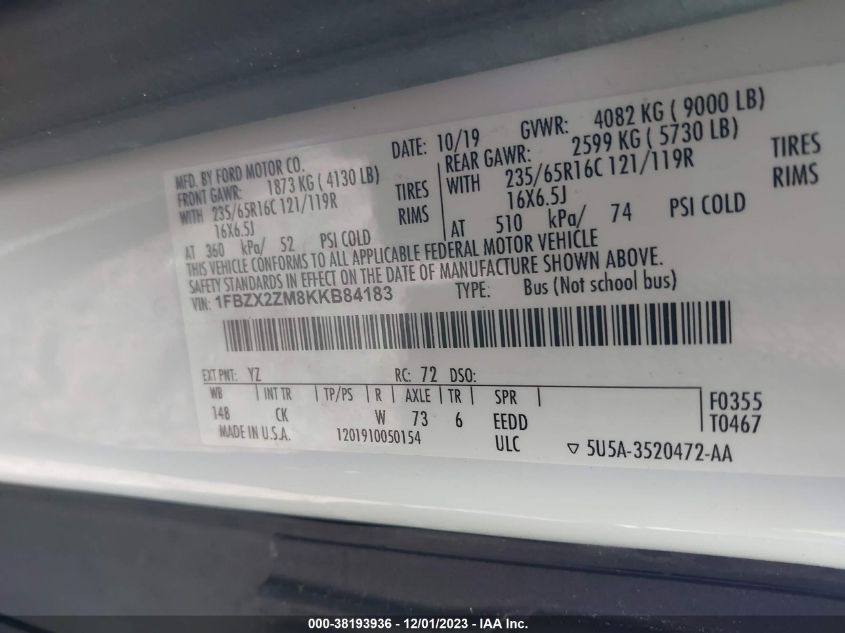 MFD. BY FORD MOTOR CO.
DATE: 10/19 GVWR: 4082 KG ( 9000 LB)
FRONT GAWR: 1873 KG ( 4130 LB)
REAR GAWR: 2599 KG ( 5730 LB)
WITH 235/65R16C 121/119R TIRES
WITH 235/65R16C 121/119R TIRES
16X6.5J RIMS
16X6.5J RIMS
AT 360 kPa/ 52 PSI COLD
AT 510 kPa/ 74 PSI COLD
THIS VEHICLE CONFORMS TO ALL APPLICABLE FEDERAL MOTOR VEHICLE
SAFETY STANDARDS IN EFFECT ON THE DATE OF MANUFACTURE SHOWN ABOVE.
VIN: 1FBZX2ZM8KKB84183 TYPE: Bus (Not school bus)
EXT PNT: YZ RC: 72 DSO:
WB INT TR TP/PS R AXLE TR SPR
148 CK W 73 6 EEDD
F0355
T0467
MADE IN U.S.A. 1201910050154 ULC
▽ 5U5A-3520472-AA
000-38193936 - 12/01/2023 - IAA Inc.